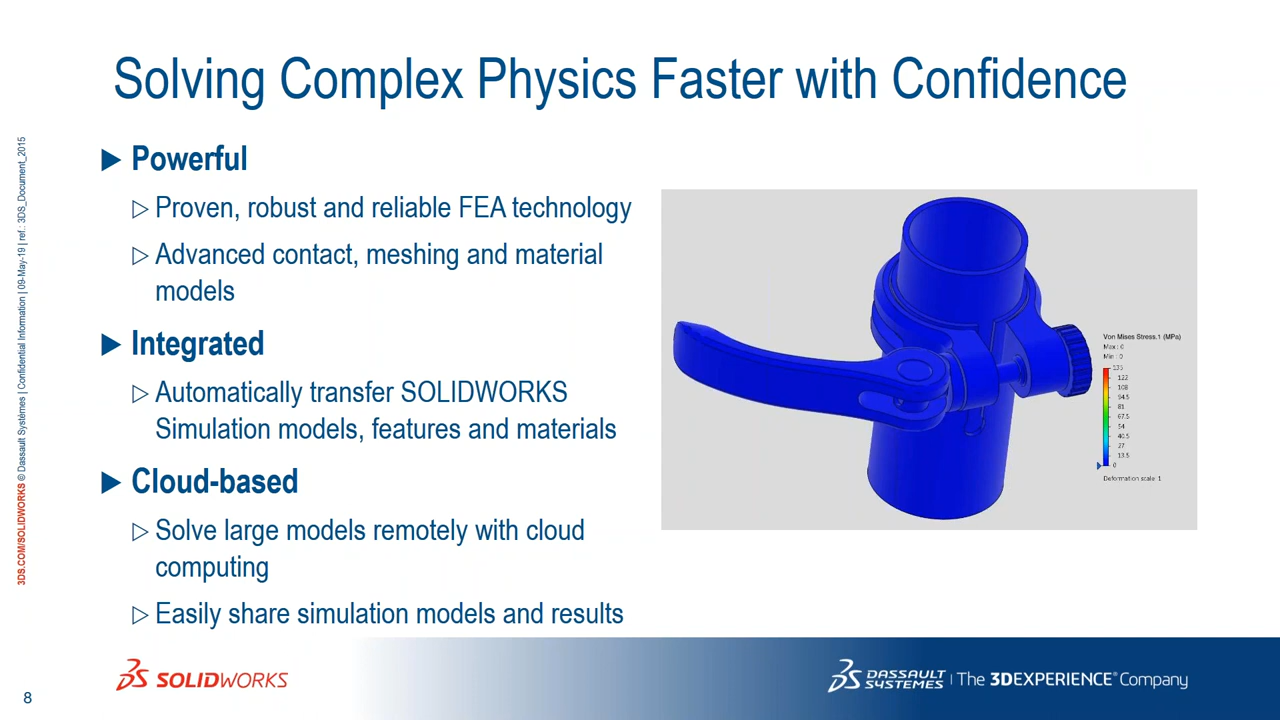 Solving Complex Physics Faster with Confidence
Powerful
Proven, robust and reliable FEA technology
Advanced contact, meshing and material
models
Integrated
Automatically transfer SOLIDWORKS
Simulation models, features and materials
Cloud-based
Solve large models remotely with cloud
computing
Easily share simulation models and results
Von Mises Stress.1 (MPa)
Max : 0
Min : 0
135
122
108
94.5
81
67.5
54
40.5
27
13.5
0
Deformation scale :1
3DS.COM/SOLIDWORKS © Dassault Systèmes | Confidential Information | 09-May-19 | ref.: 3DS_Document_2015
8
SOLIDWORKS
DASSAULT
SYSTEMES | The 3DEXPERIENCE® Company